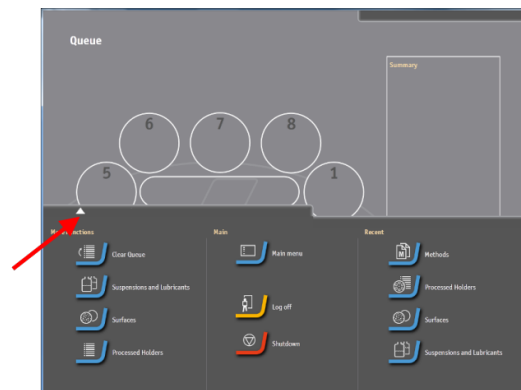 Queue
Summary
6 7 8
5 1
Main
Recent
Clear Queue
Main menu
Methods
Suspensions and Lubricants
Processed Holders
Log off
Surfaces
Surfaces
Shutdown
Processed Holders
Suspensions and Lubricants